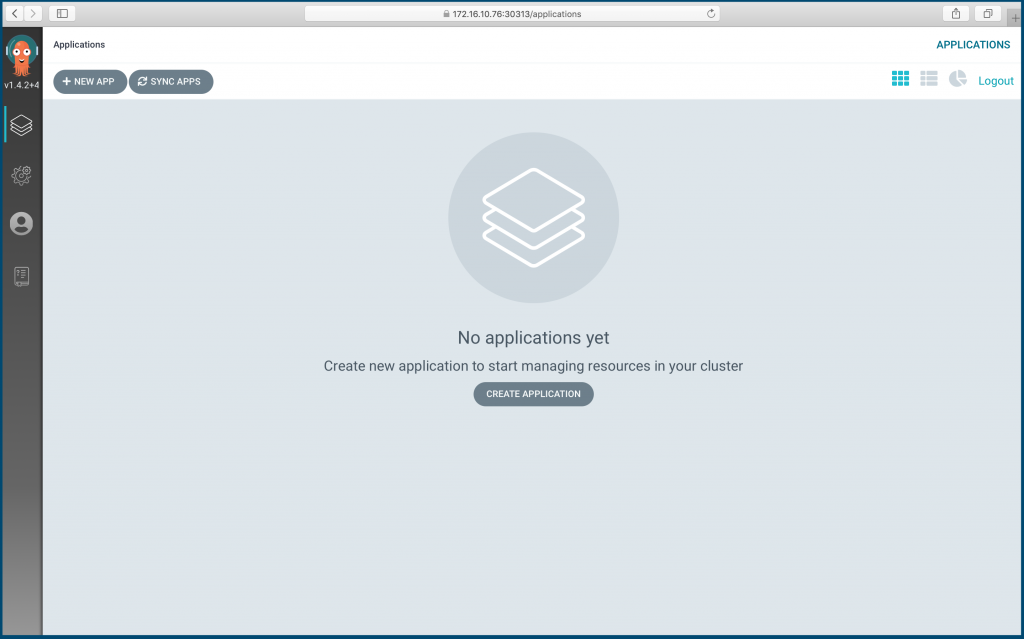 172.16.10.76:30313/applications
v1.4.2+4
Applications
APPLICATIONS
NEW APP
SYNC APPS
Logout
No applications yet
Create new application to start managing resources in your cluster
CREATE APPLICATION